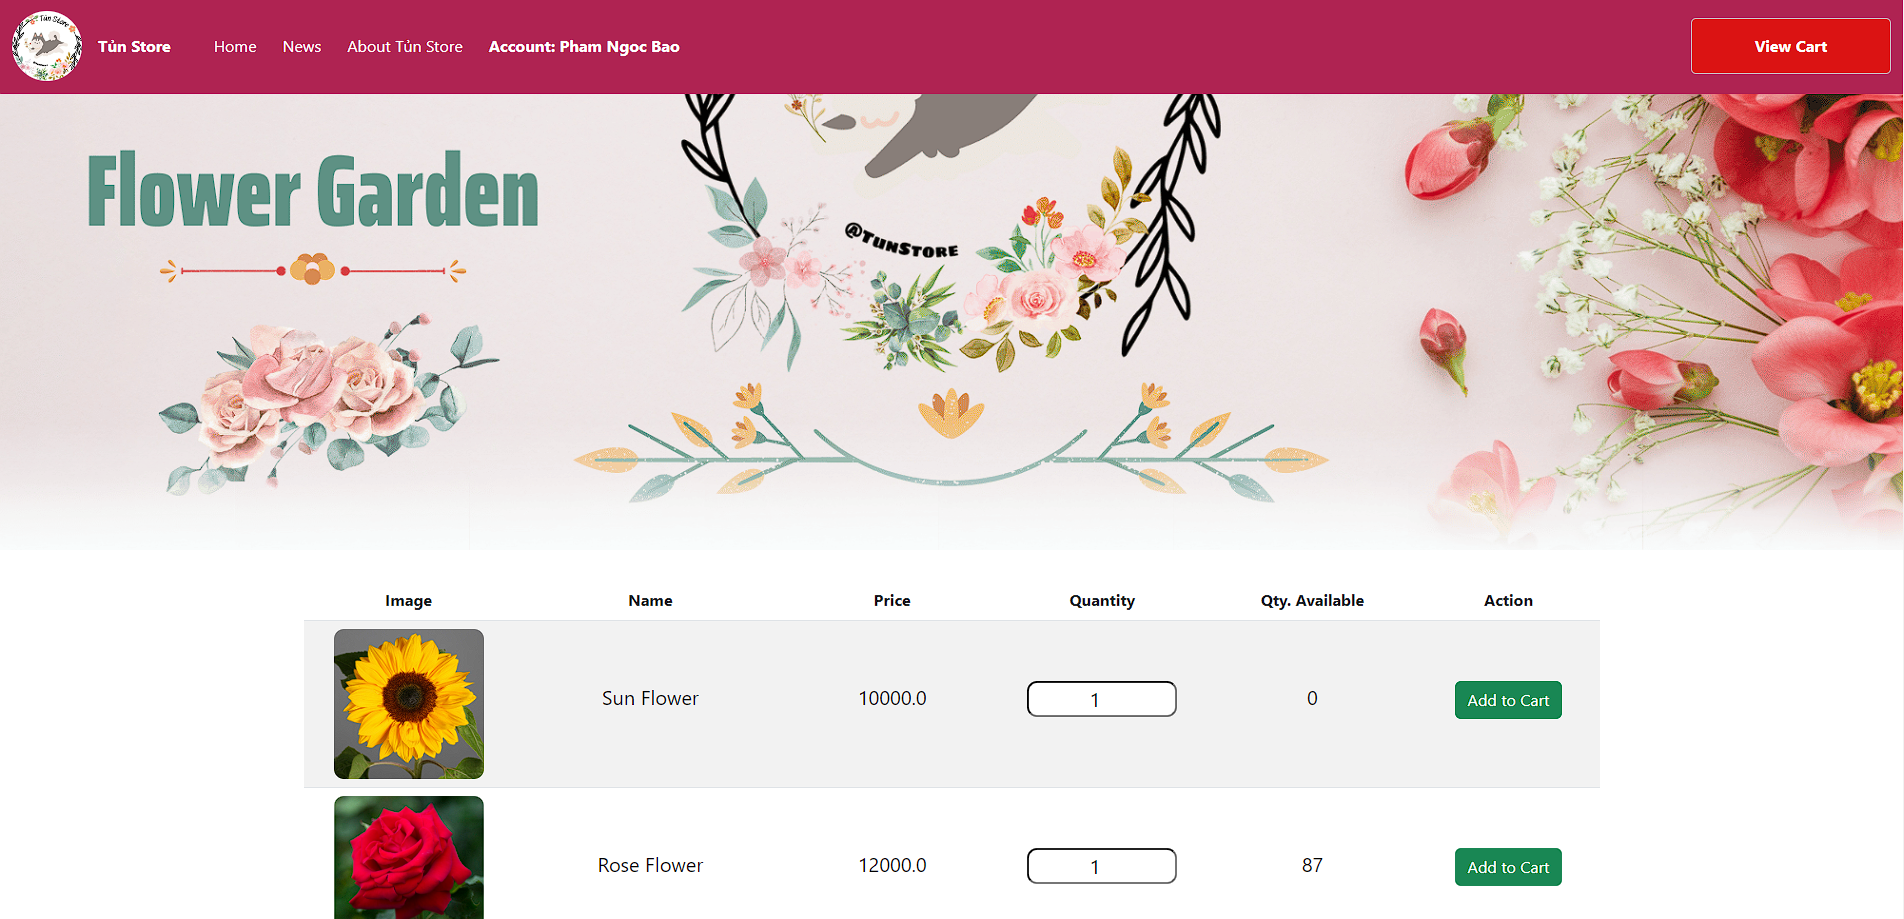 Tủn Store
Tủn Store Home News About Tủn Store Account: Pham Ngoc Bao View Cart
Flower Garden
@TUNSTORE
Image Name Price Quantity Qty. Available Action
Sun Flower 10000.0 1 0 Add to Cart
Rose Flower 12000.0 1 87 Add to Cart